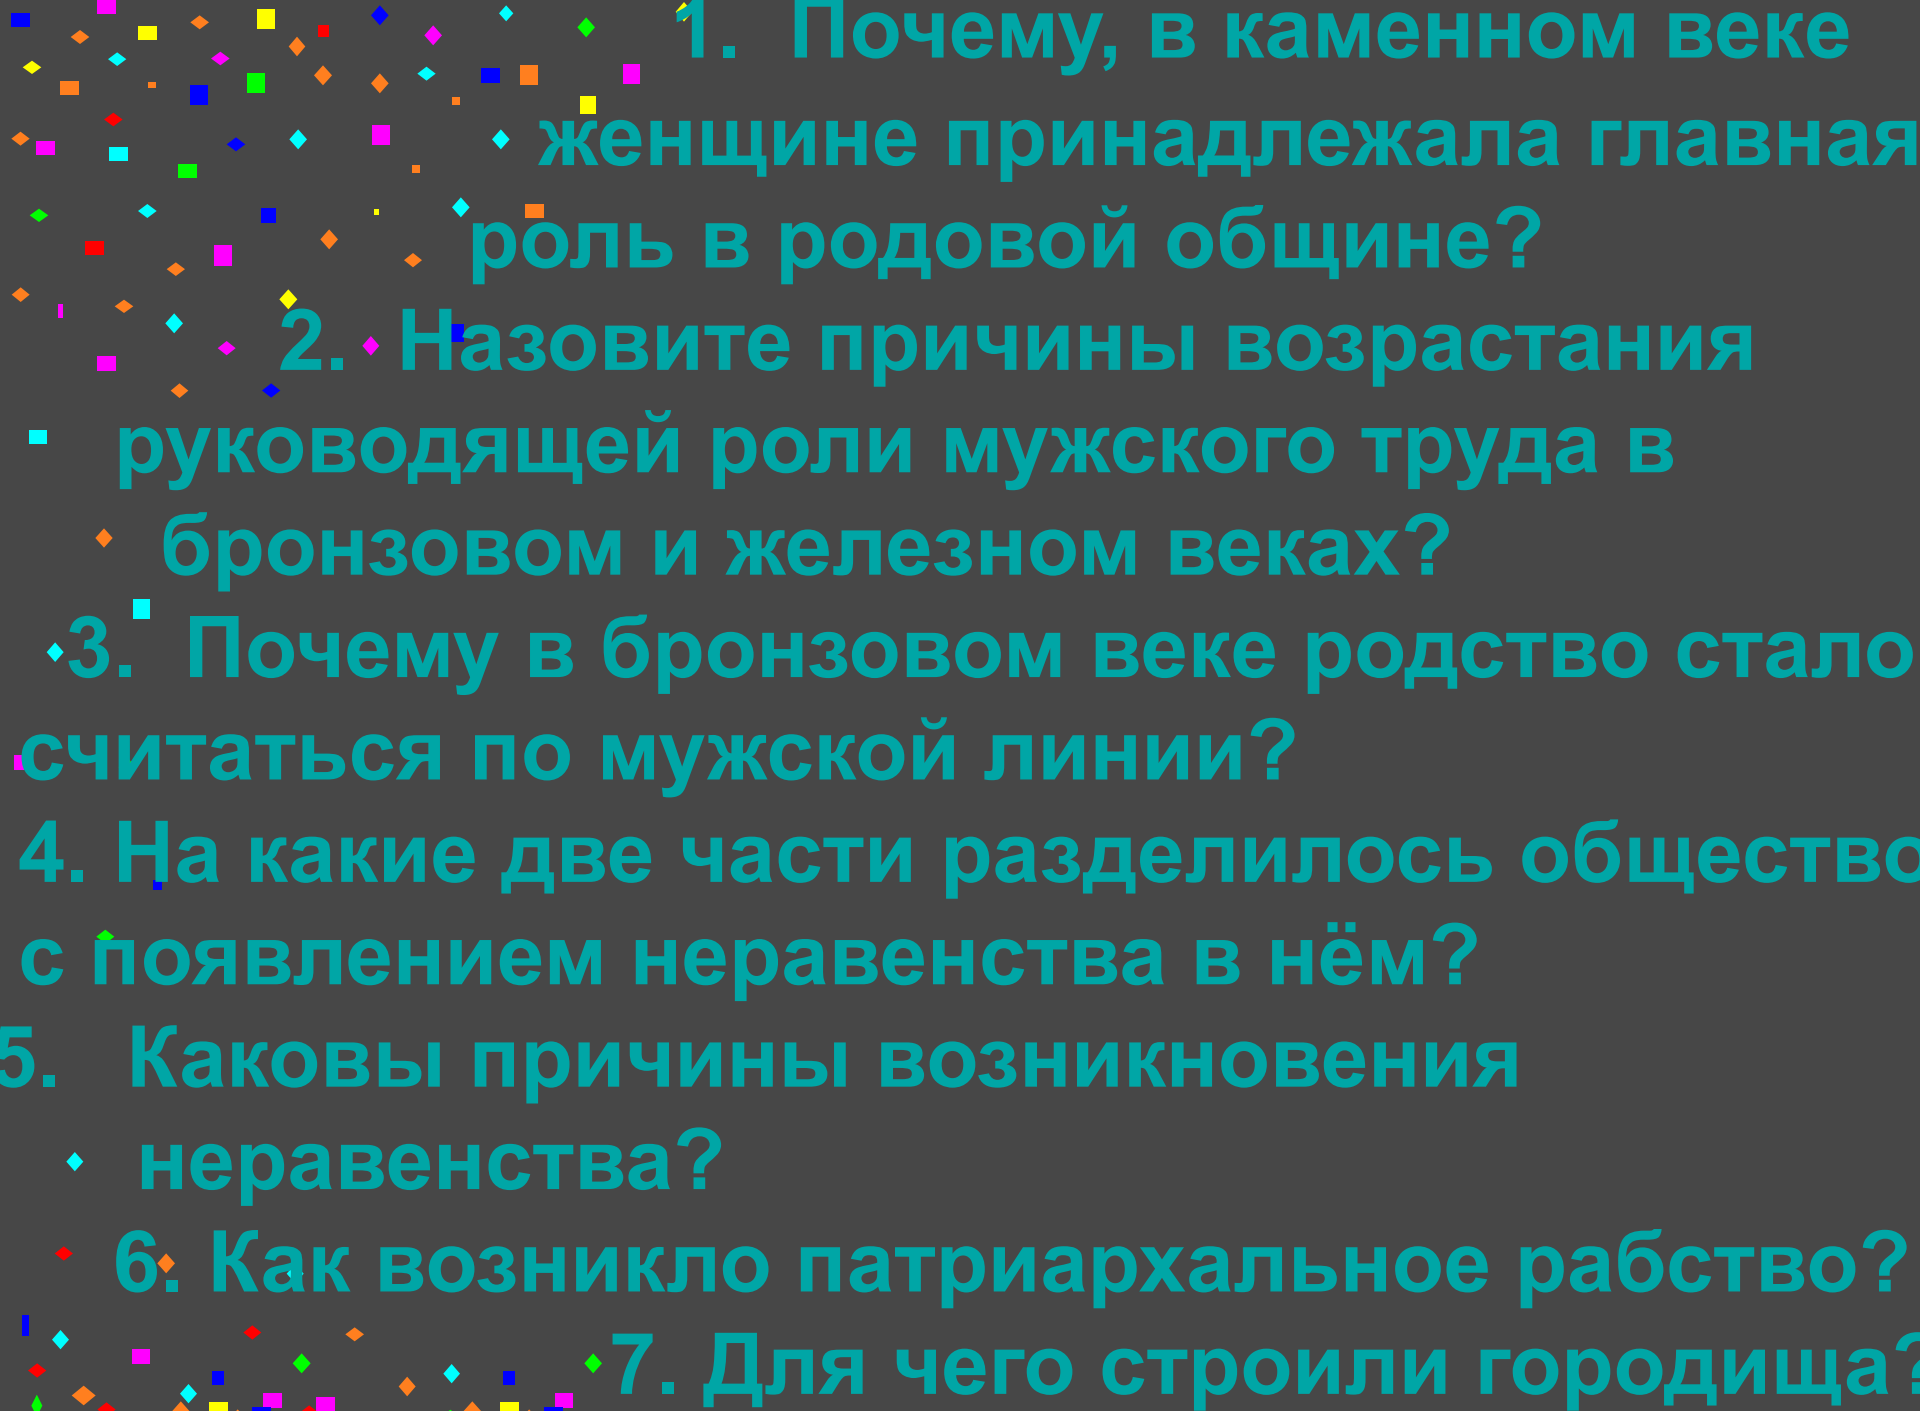 1. Почему, в каменном веке
женщине принадлежала главная
роль в родовой общине?
2. Назовите причины возрастания
руководящей роли мужского труда в
бронзовом и железном веках?
3. Почему в бронзовом веке родство стало
считаться по мужской линии?
4. На какие две части разделилось общество
с появлением неравенства в нём?
5. Каковы причины возникновения
неравенства?
6. Как возникло патриархальное рабство?
7. Для чего строили городища?